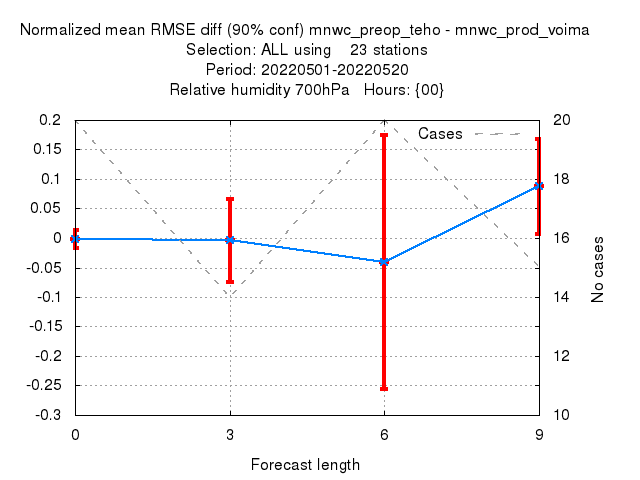 Normalized mean RMSE diff (90% conf) mnwc_preop_teho - mnwc_prod_voima
Selection: ALL using    23 stations
Period: 20220501-20220520
Relative humidity 700hPa   Hours: {00}
Cases
0.2
0.15
0.1
0.05
0
-0.05
-0.1
-0.15
-0.2
-0.25
-0.3
20
18
16
14
12
10
No cases
0 3 6 9
Forecast length